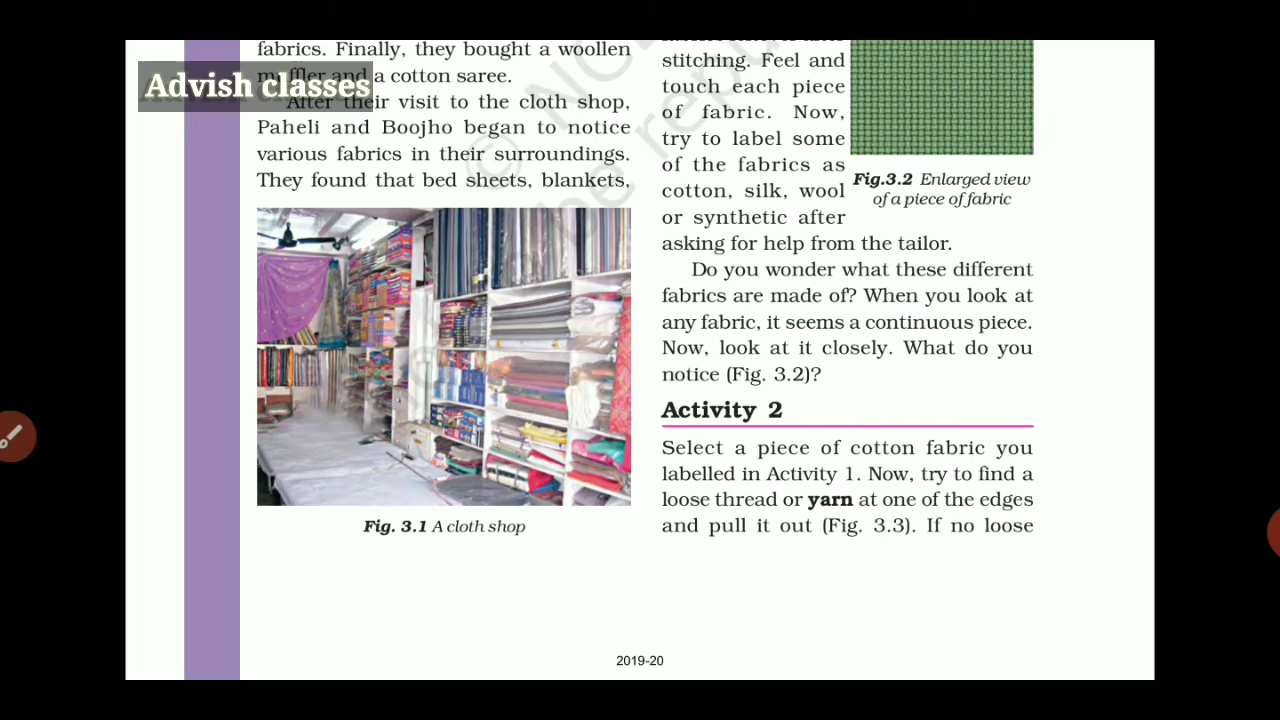 fabrics. Finally, they bought a woollen
muffler and a cotton saree.
Advish classes
After their visit to the cloth shop,
Paheli and Boojho began to notice
various fabrics in their surroundings.
They found that bed sheets, blankets,
Fig. 3.1 A cloth shop
stitching. Feel and
touch each piece
of fabric. Now,
try to label some
of the fabrics as
cotton, silk, wool
or synthetic after
asking for help from the tailor.
Fig.3.2 Enlarged view
of a piece of fabric
Do you wonder what these different
fabrics are made of? When you look at
any fabric, it seems a continuous piece.
Now, look at it closely. What do you
notice (Fig. 3.2)?
Activity 2
Select a piece of cotton fabric you
labelled in Activity 1. Now, try to find a
loose thread or yarn at one of the edges
and pull it out (Fig. 3.3). If no loose
2019-20